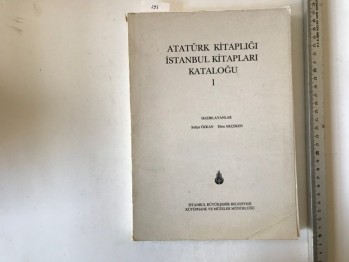 ATATÜRK KİTAPLIĞI
İSTANBUL KİTAPLARI
KATALOĞU
I
HAZIRLAYANLAR
İSTANBUL BÜYÜKŞEHİR BELEDİYESİ
KÜTÜPHANE VE MÜZELER MÜDÜRLÜĞÜ